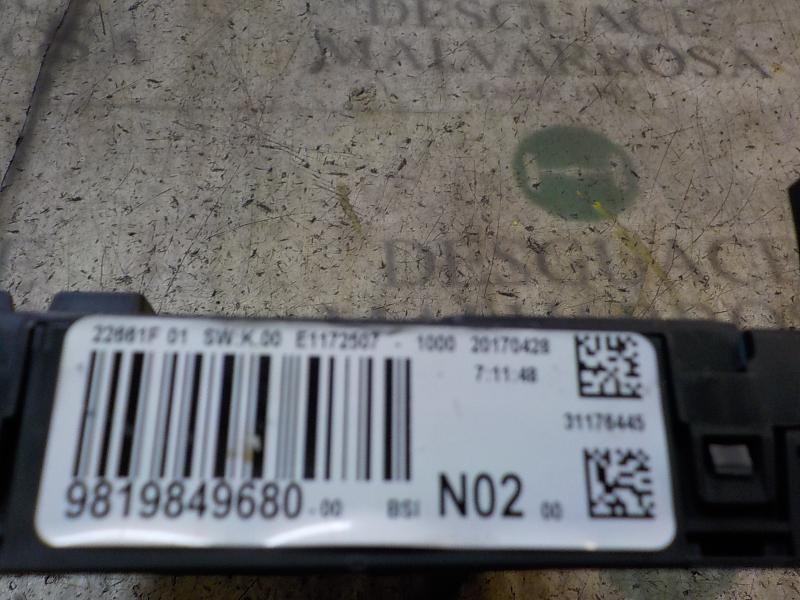 DESGUACE
MALVARROSA
DESGUACE
22661F 01 SW:K.00 E1172507 - 1000 20170428
7:11:48
31176445
9819849680-00 BSI N02 00